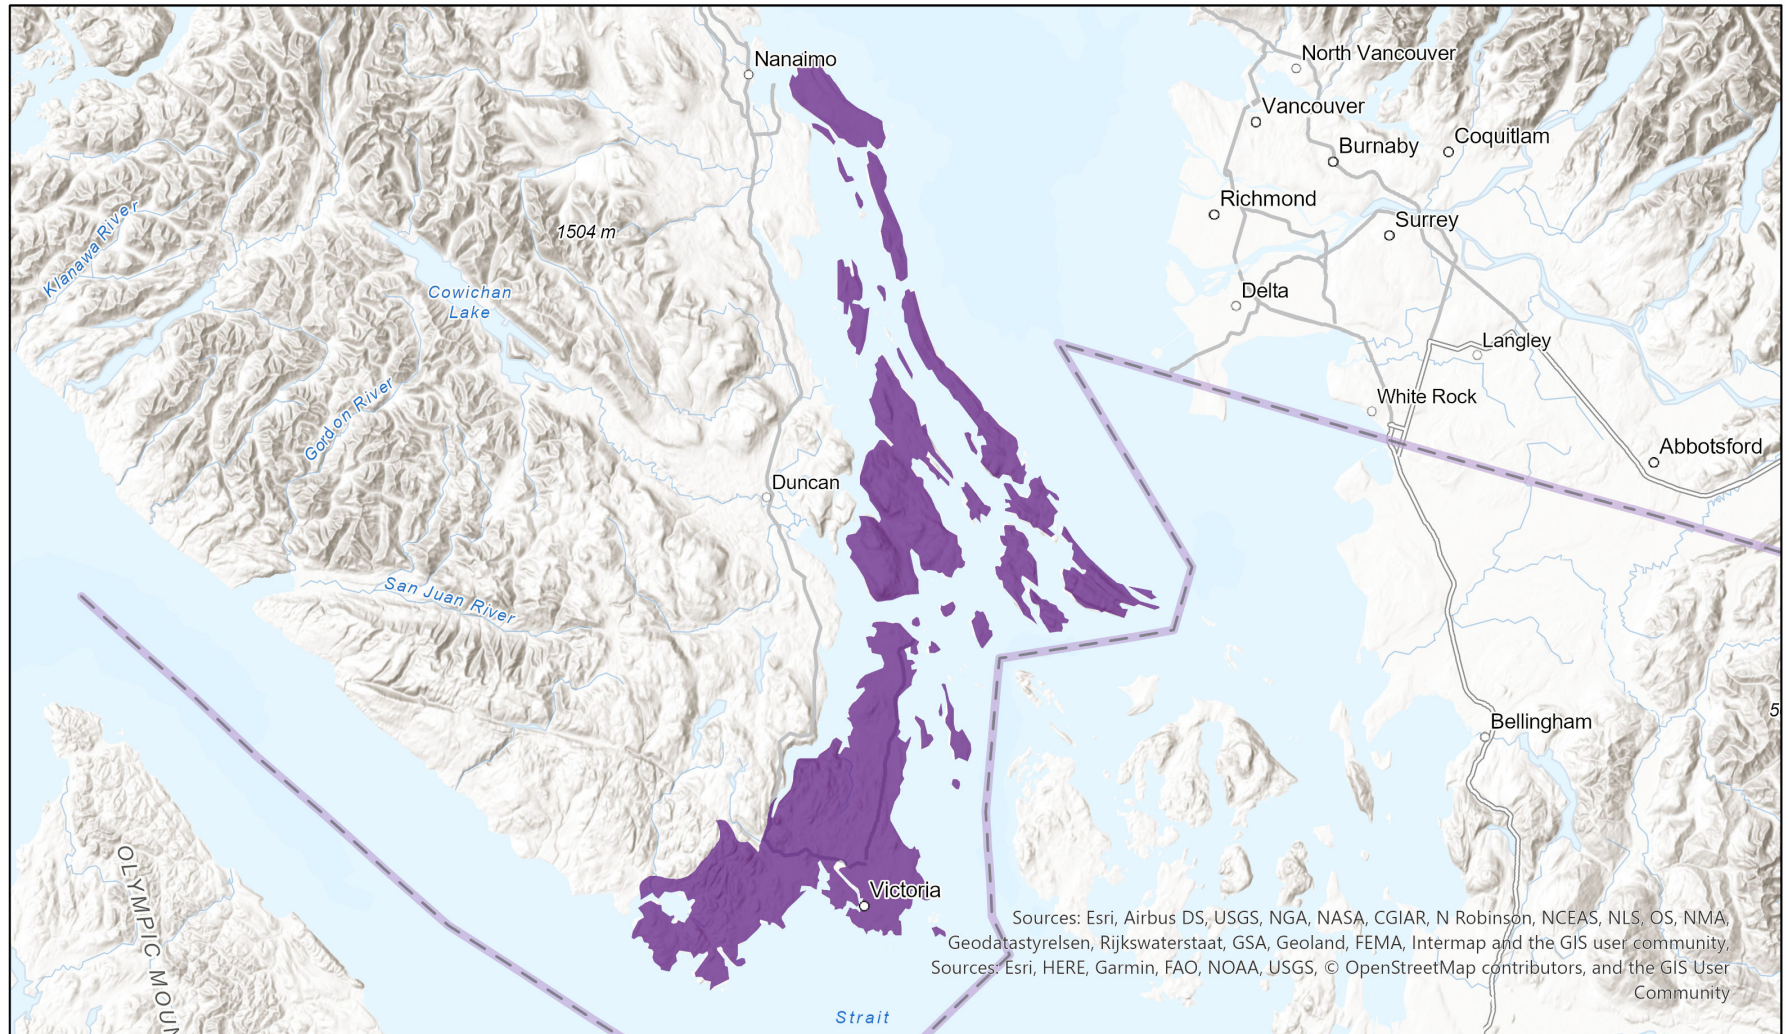 Nanaimo
North Vancouver
Vancouver
Burnaby
Coquitlam
Richmond
Surrey
Klanawa River
1504 m
Cowichan
Lake
Delta
Langley
White Rock
Gordon River
Abbotsford
Duncan
San Juan River
5
Bellingham
OLYMPIC MOUN
Victoria
Sources: Esri, Airbus DS, USGS, NGA, NASA, CGIAR, N Robinson, NCEAS, NLS, OS, NMA,
Geodatastyrelsen, Rijkswaterstaat, GSA, Geoland, FEMA, Intermap and the GIS user community,
Sources: Esri, HERE, Garmin, FAO, NOAA, USGS, © OpenStreetMap contributors, and the GIS User
Community
Strait